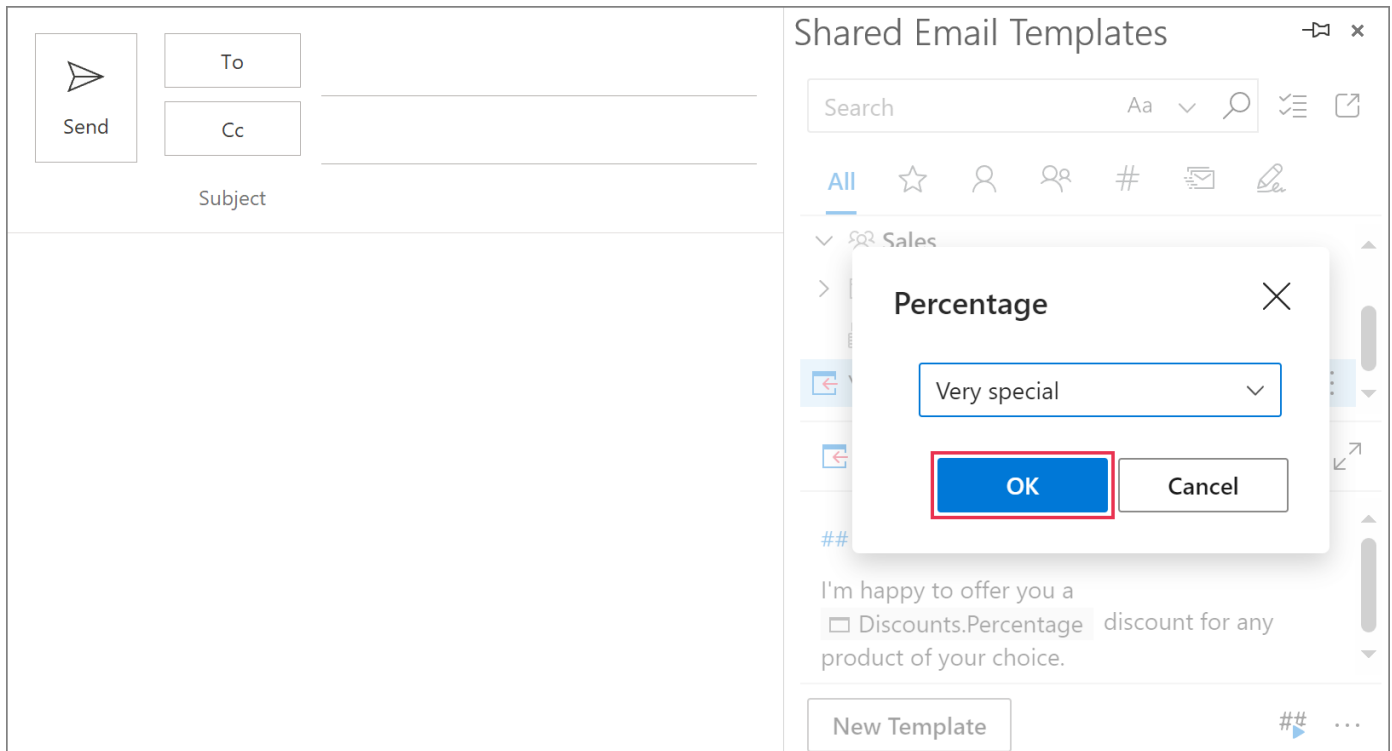 Shared Email Templates
Send
To
Cc
Subject
Search
Aa
All
#
Sales
Percentage
Very special
OK
Cancel
##
I'm happy to offer you a
Discounts.Percentage discount for any
product of your choice.
New Template
##